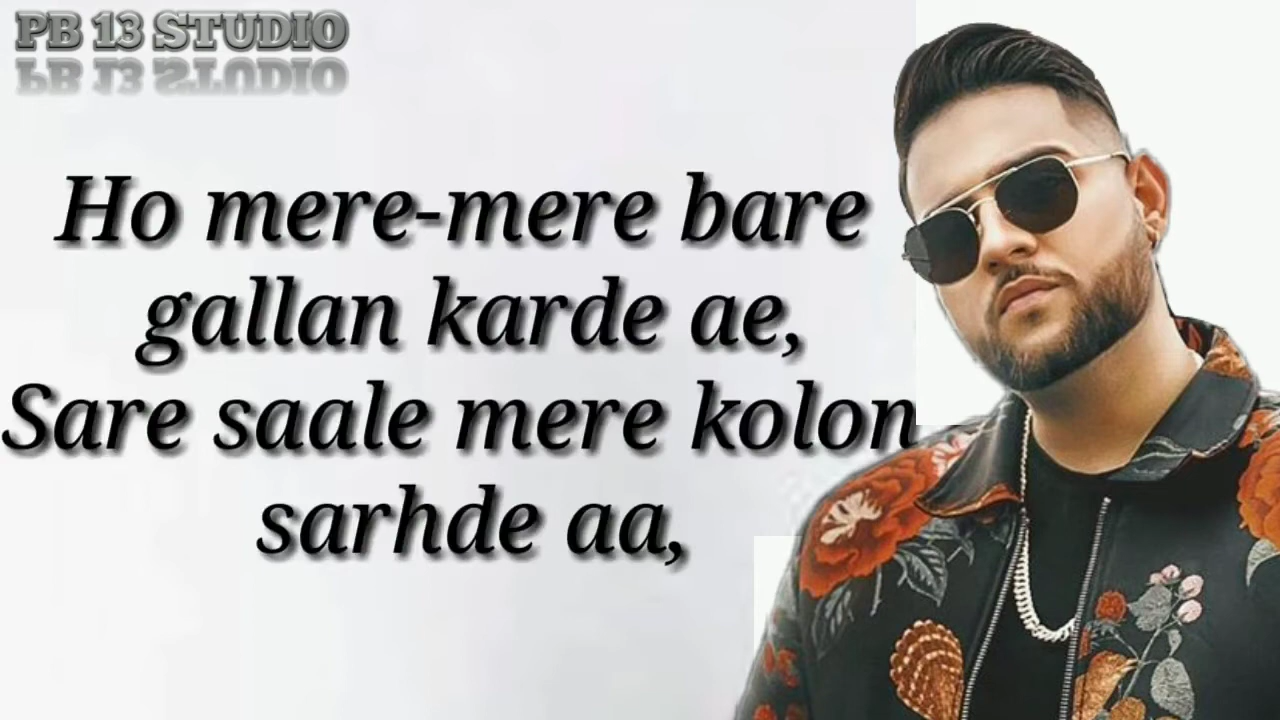 PB 13 STUDIO
Ho mere-mere bare
gallan karde ae,
Sare saale mere kolon
sarhde aa,